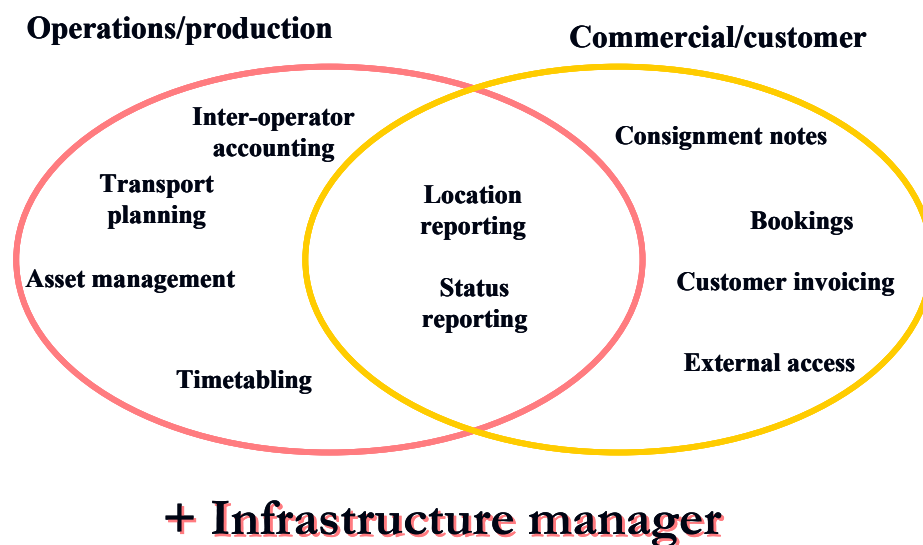 Operations/production
Commercial/customer
Inter-operator
accounting
Consignment notes
Transport
planning
Location
reporting
Bookings
Asset management
Customer invoicing
Status
reporting
External access
Timetabling
+ Infrastructure manager